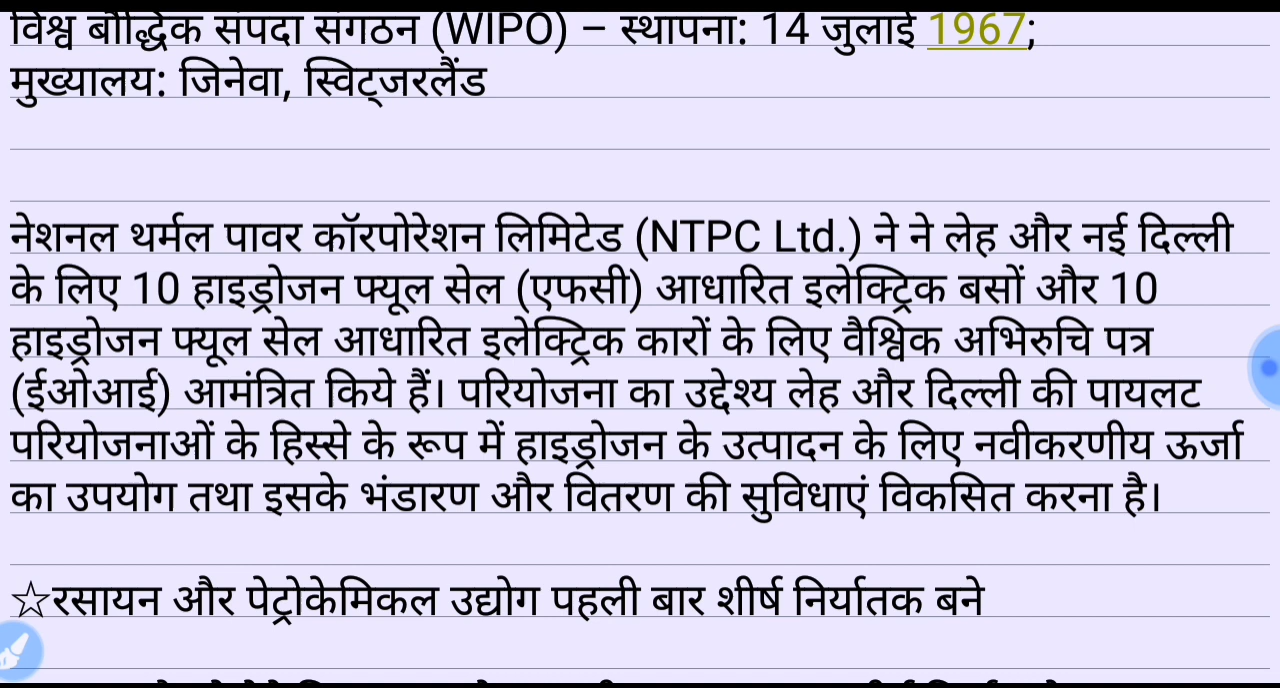 विश्व बौद्धिक संपदा संगठन (WIPO) – स्थापना: 14 जुलाई 1967;
मुख्यालय: जिनेवा, स्विट्जरलैंड
नेशनल थर्मल पावर कॉरपोरेशन लिमिटेड (NTPC Ltd.) ने ने लेह और नई दिल्ली
के लिए 10 हाइड्रोजन फ्यूल सेल (एफसी) आधारित इलेक्ट्रिक बसों और 10
हाइड्रोजन फ्यूल सेल आधारित इलेक्ट्रिक कारों के लिए वैश्विक अभिरुचि पत्र
(ईओआई) आमंत्रित किये हैं। परियोजना का उद्देश्य लेह और दिल्ली की पायलट
परियोजनाओं के हिस्से के रूप में हाइड्रोजन के उत्पादन के लिए नवीकरणीय ऊर्जा
का उपयोग तथा इसके भंडारण और वितरण की सुविधाएं विकसित करना है।
☆रसायन और पेट्रोकेमिकल उद्योग पहली बार शीर्ष निर्यातक बने